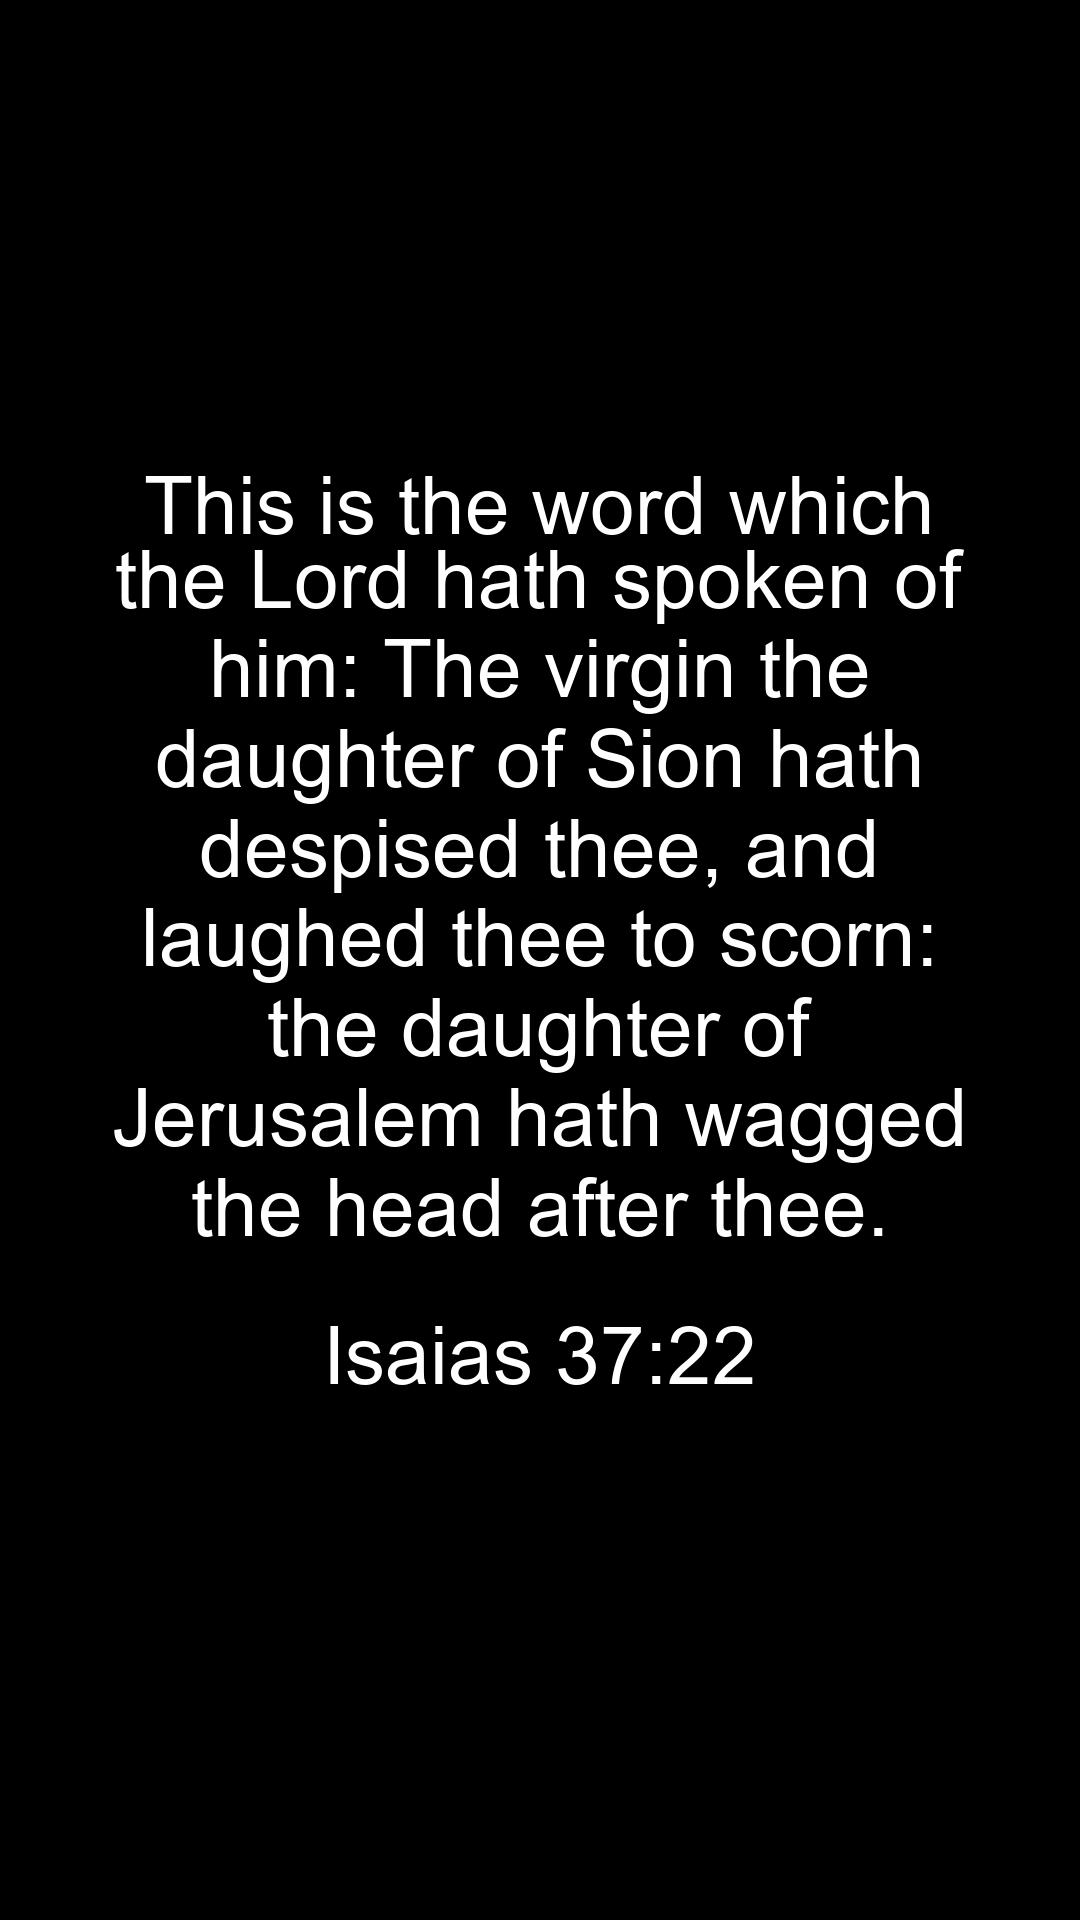 This is the word which
the Lord hath spoken of
him: The virgin the
daughter of Sion hath
despised thee, and
laughed thee to scorn:
the daughter of
Jerusalem hath wagged
the head after thee.
Isaias 37:22